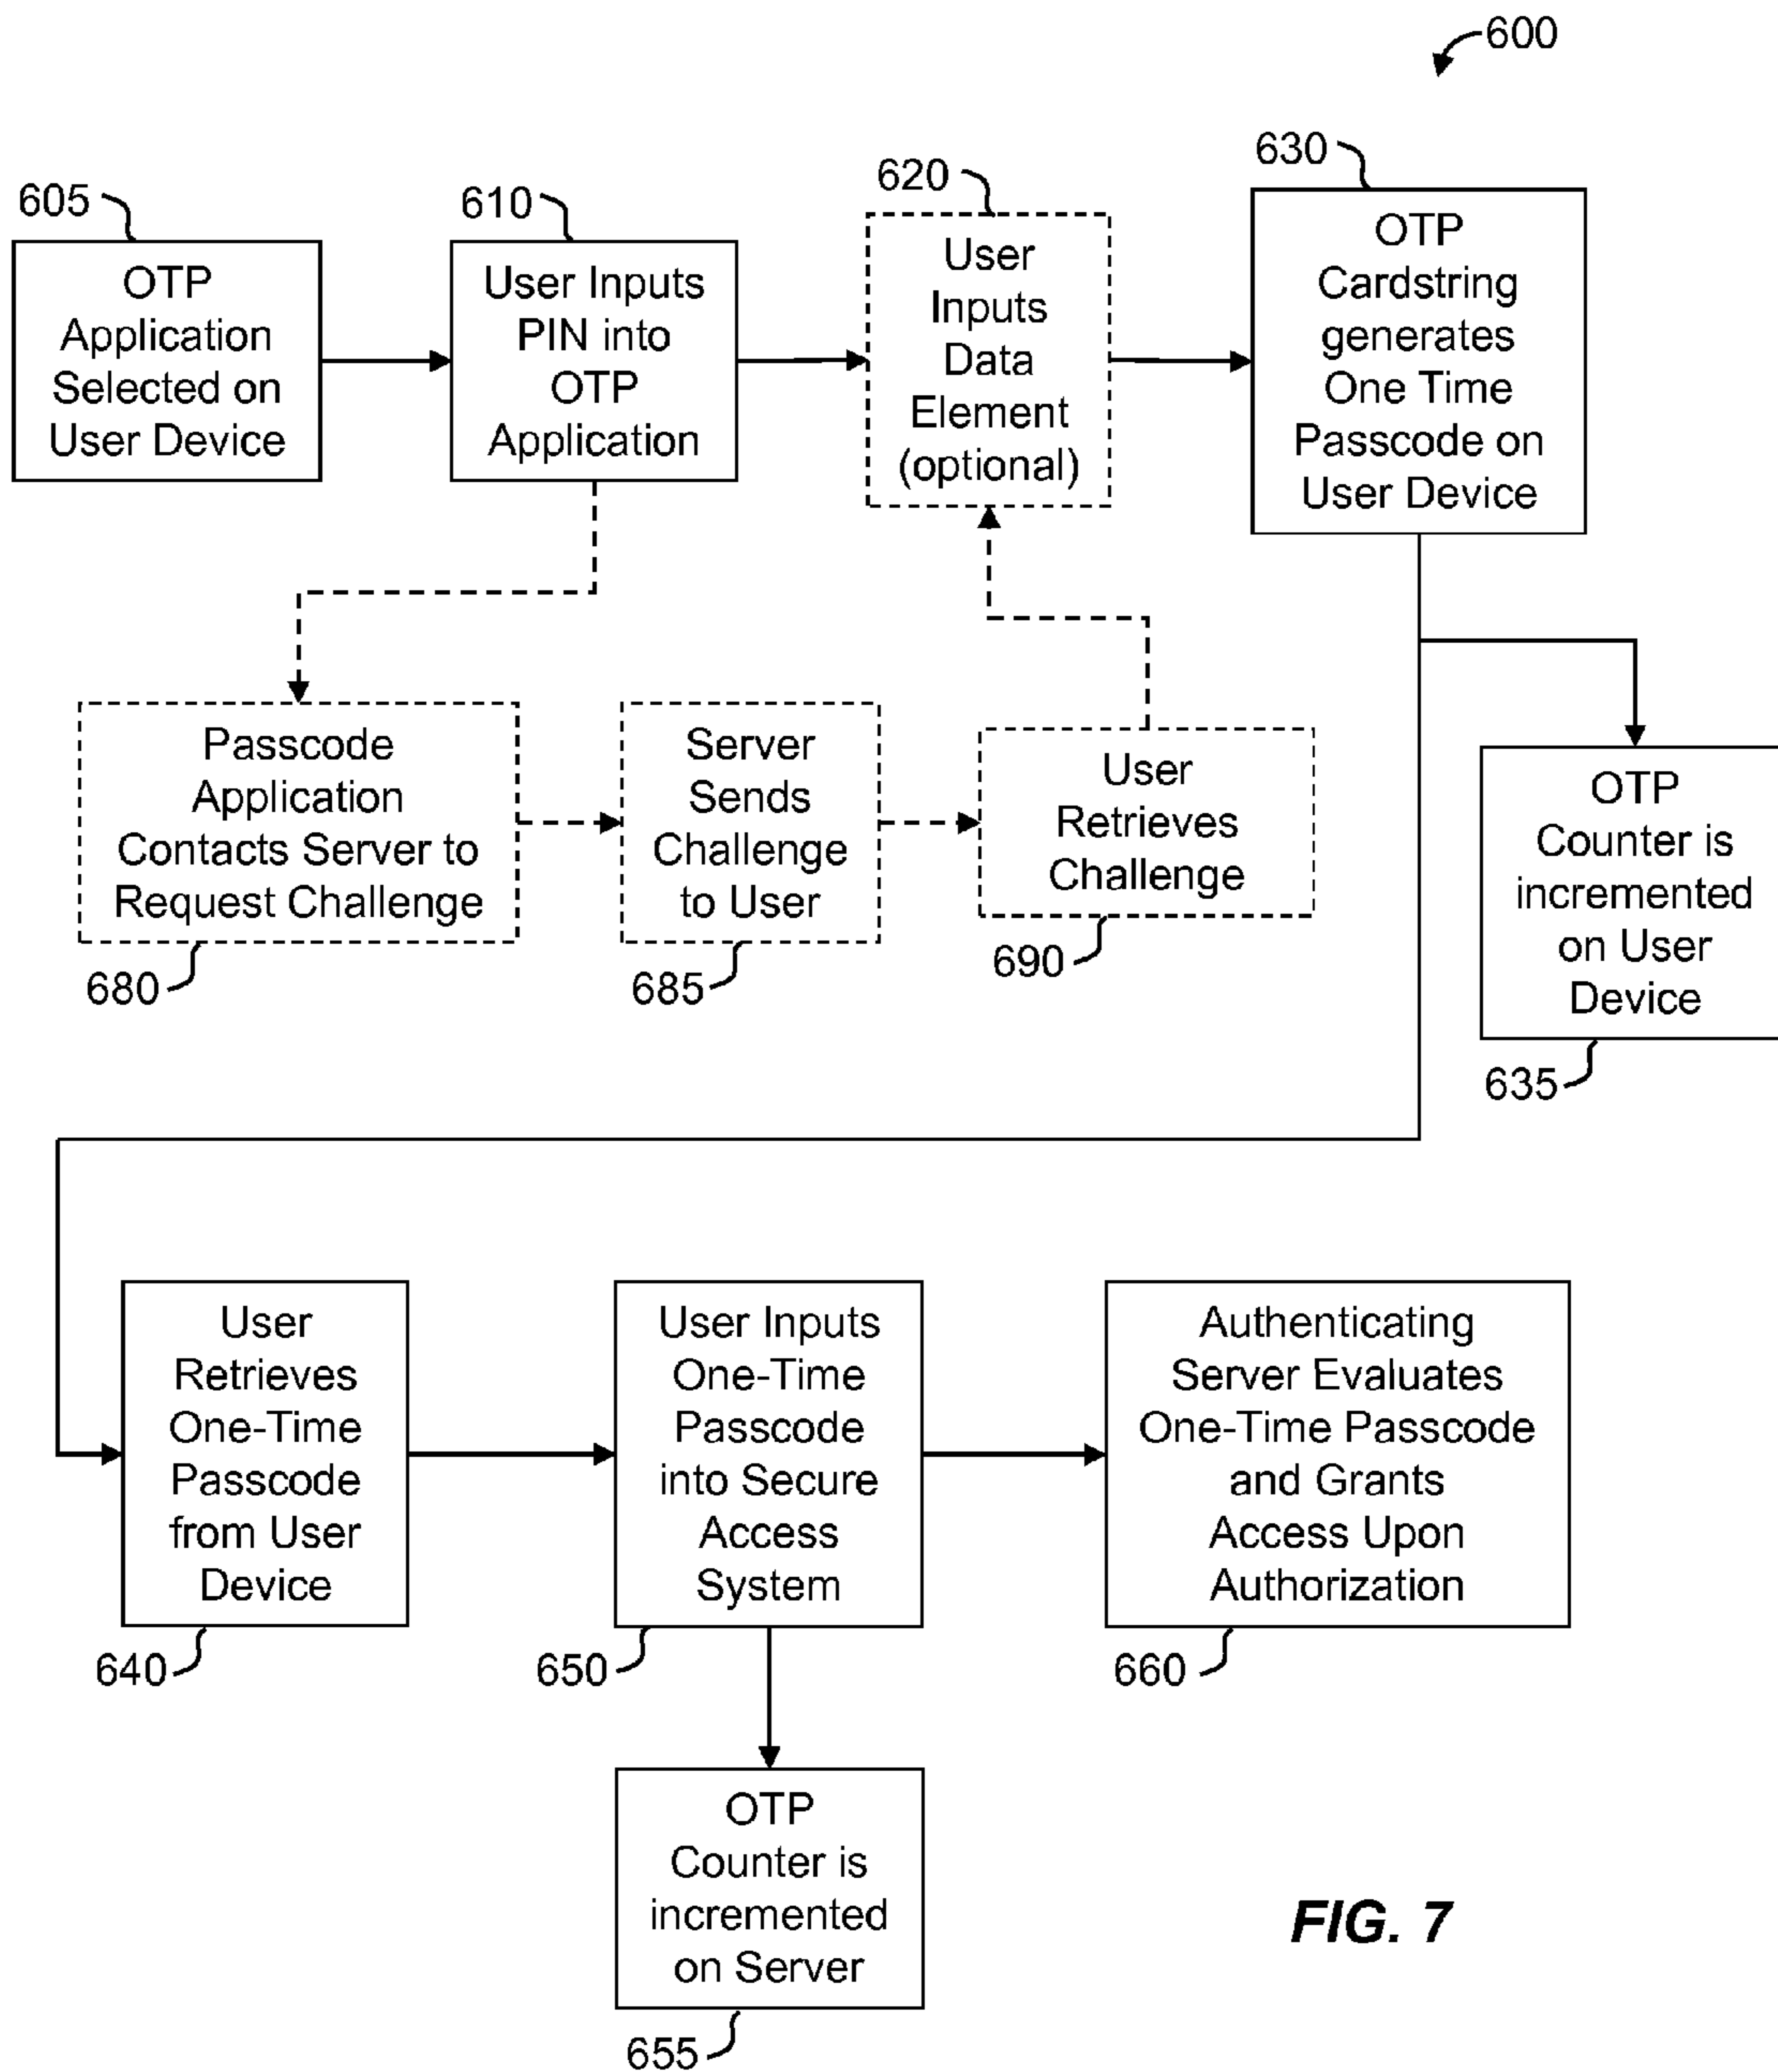 600
605
OTP
Application
Selected on
User Device
610
User Inputs
PIN into
OTP
Application
620
User
Inputs
Data
Element
(optional)
630
OTP
Cardstring
generates
One Time
Passcode on
User Device
Passcode
Application
Contacts Server to
Request Challenge
680
Server
Sends
Challenge
to User
685
User
Retrieves
Challenge
690
OTP
Counter is
incremented
on User
Device
635
User
Retrieves
One-Time
Passcode
from User
Device
640
User Inputs
One-Time
Passcode
into Secure
Access
System
650
Authenticating
Server Evaluates
One-Time Passcode
and Grants
Access Upon
Authorization
660
OTP
Counter is
incremented
on Server
655
FIG. 7